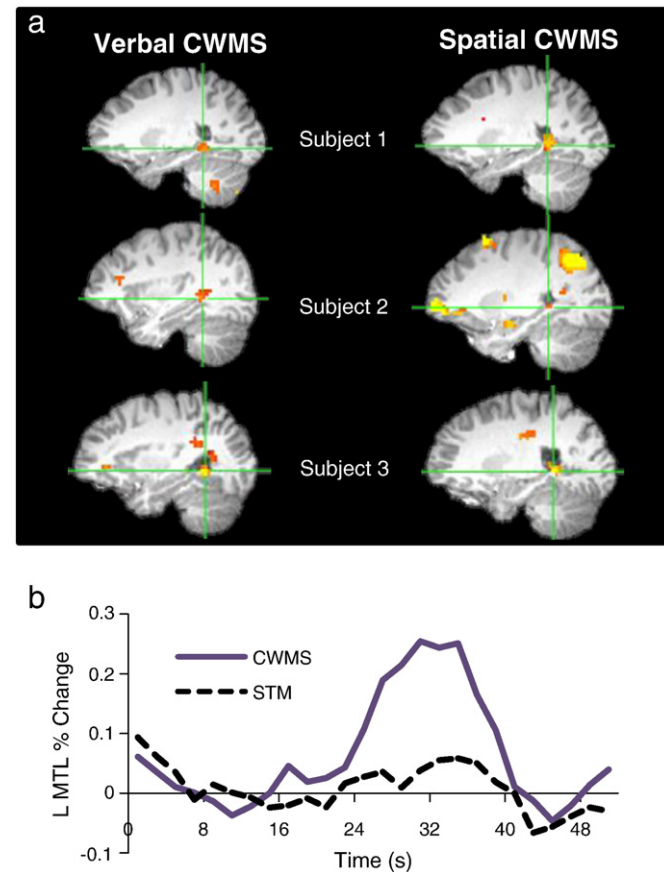 a
Verbal CWMS Spatial CWMS
Subject 1
Subject 2
Subject 3
b
L MTL % Change
0.3
0.2
0.1
0
-0.1
CWMS
STM
0 8 16 24 32 40 48
Time (s)